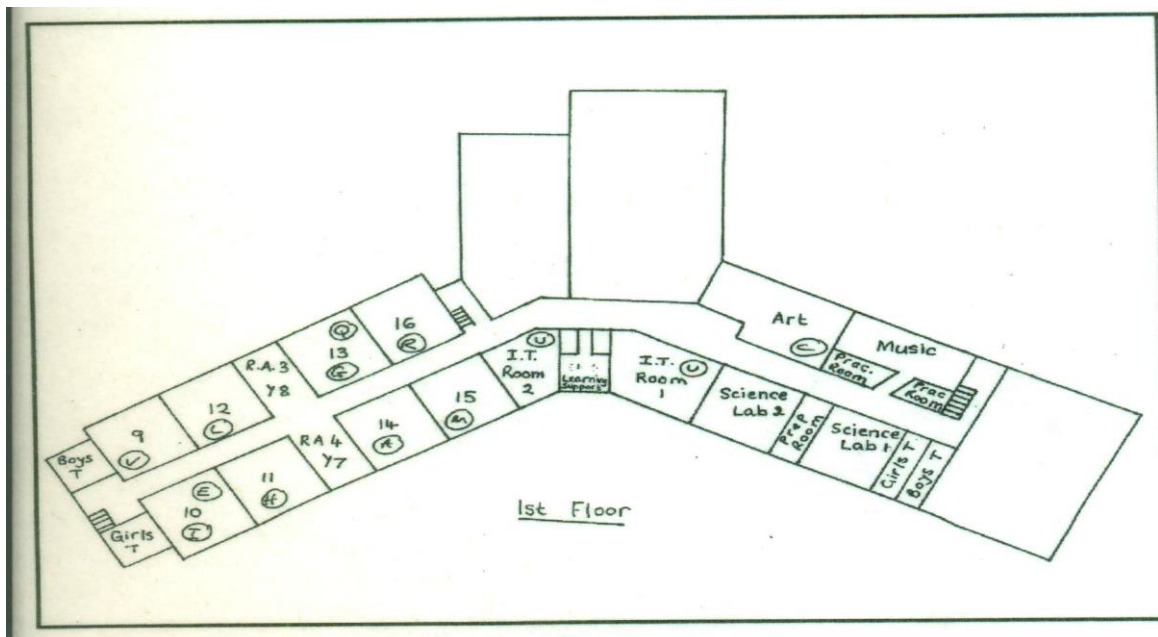 16
R
Q
13
G
R.A.3
Y8
12
L
9
V
Boys
T
Art
C
Music
Prac.
Room
Prac
Room
U
I.T.
Room
2
Learning
Support
I.T.
U
Room
1
15
M
14
A
R.A 4
Y7
11
H
E
10
I
Girls
T
Science
Lab 2
Prep
Room
Science
Lab 1
Girls T.
Boys T
1st Floor